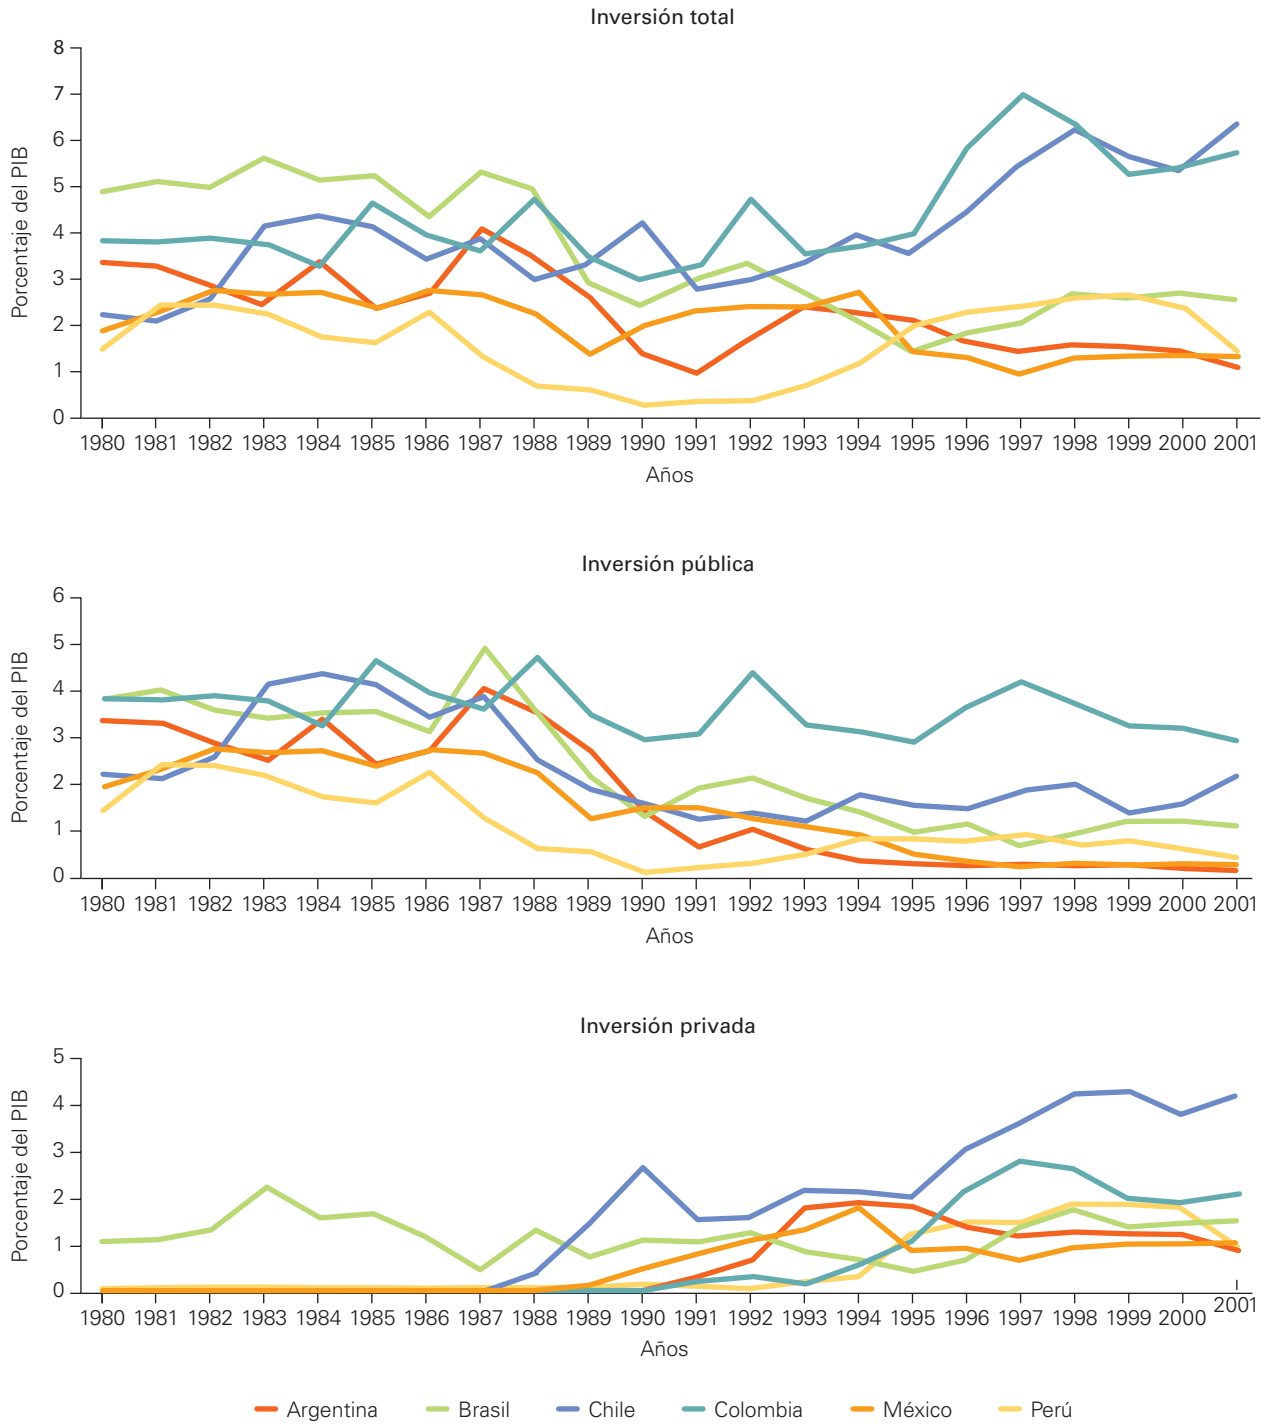 Inversión total
8
7
6
5
4
3
2
1
0
Porcentaje del PIB
1980 1981 1982 1983 1984 1985 1986 1987 1988 1989 1990 1991 1992 1993 1994 1995 1996 1997 1998 1999 2000 2001
Años
Inversión pública
6
5
4
3
2
1
0
Porcentaje del PIB
1980 1981 1982 1983 1984 1985 1986 1987 1988 1989 1990 1991 1992 1993 1994 1995 1996 1997 1998 1999 2000 2001
Años
Inversión privada
5
4
3
2
1
0
Porcentaje del PIB
1980 1981 1982 1983 1984 1985 1986 1987 1988 1989 1990 1991 1992 1993 1994 1995 1996 1997 1998 1999 2000 2001
Años
Argentina Brasil Chile Colombia México Perú